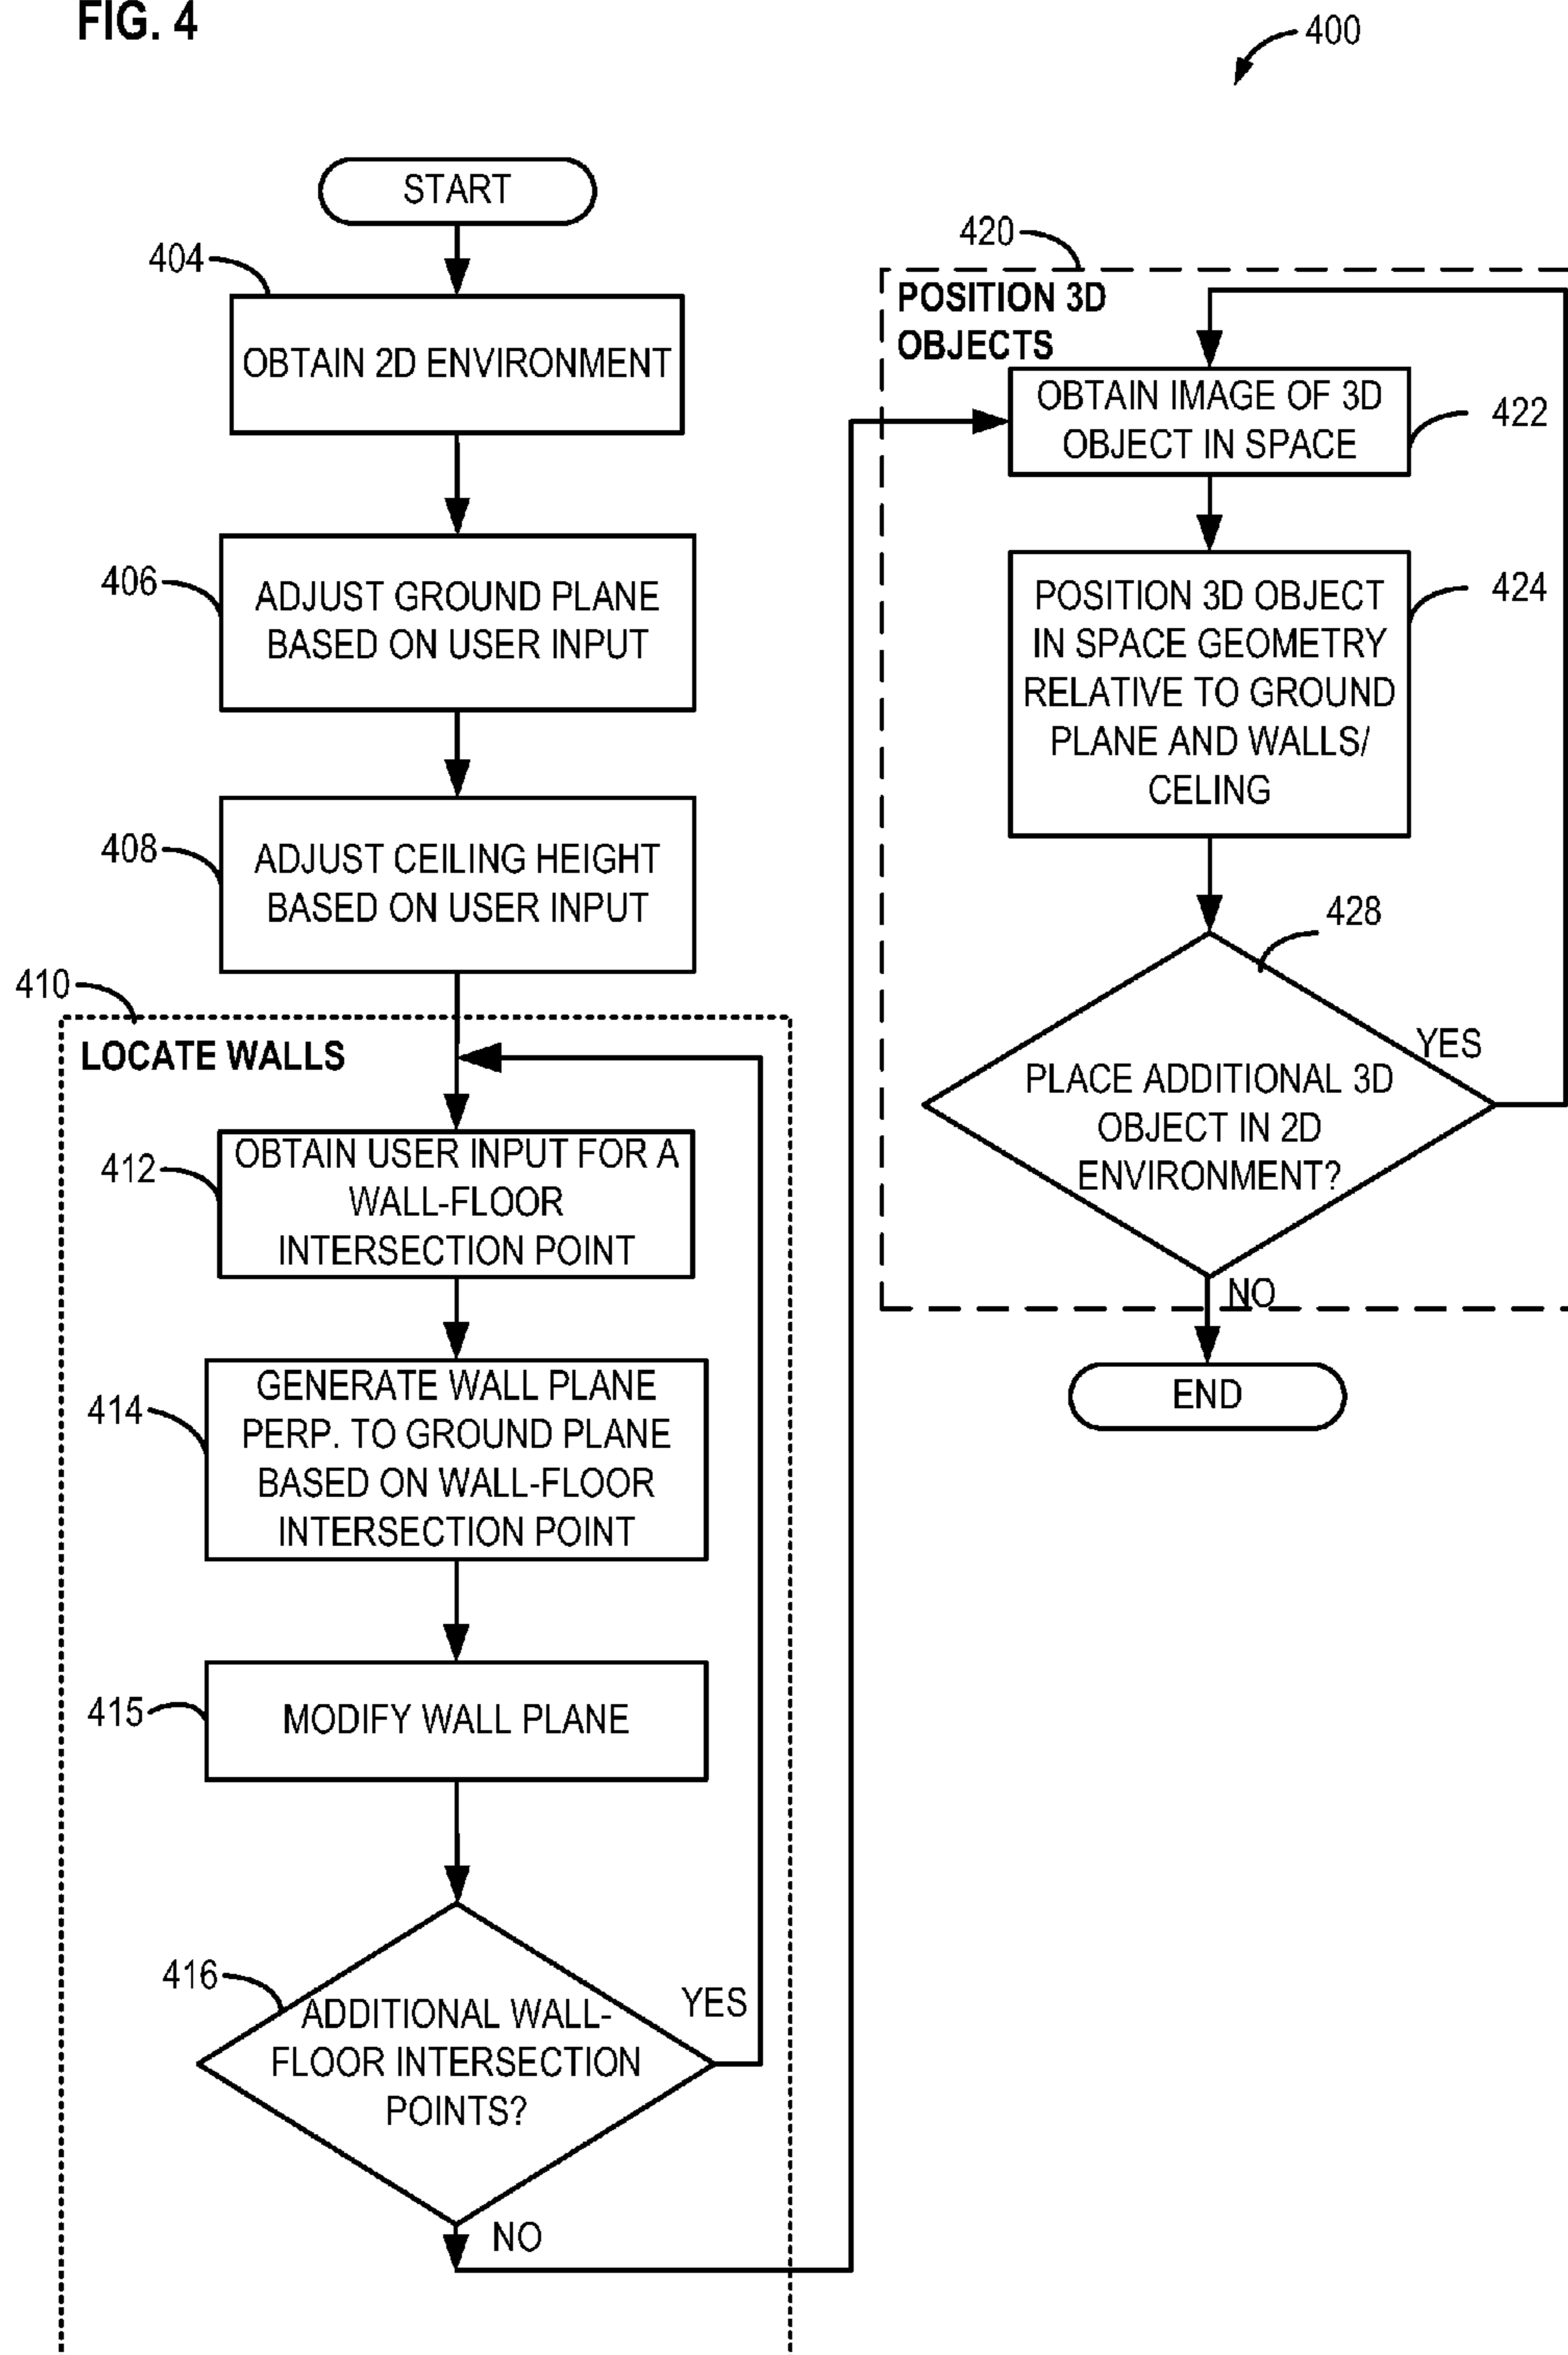 FIG. 4
400
START
404
OBTAIN 2D ENVIRONMENT
406
ADJUST GROUND PLANE
BASED ON USER INPUT
408
ADJUST CEILING HEIGHT
BASED ON USER INPUT
410
LOCATE WALLS
412
OBTAIN USER INPUT FOR A
WALL-FLOOR
INTERSECTION POINT
414
GENERATE WALL PLANE
PERP. TO GROUND PLANE
BASED ON WALL-FLOOR
INTERSECTION POINT
415
MODIFY WALL PLANE
416
ADDITIONAL WALL-
FLOOR INTERSECTION
POINTS?
YES
NO
420
POSITION 3D
OBJECTS
OBTAIN IMAGE OF 3D
OBJECT IN SPACE
422
POSITION 3D OBJECT
IN SPACE GEOMETRY
RELATIVE TO GROUND
PLANE AND WALLS/
CELING
424
428
PLACE ADDITIONAL 3D
OBJECT IN 2D
ENVIRONMENT?
YES
NO
END